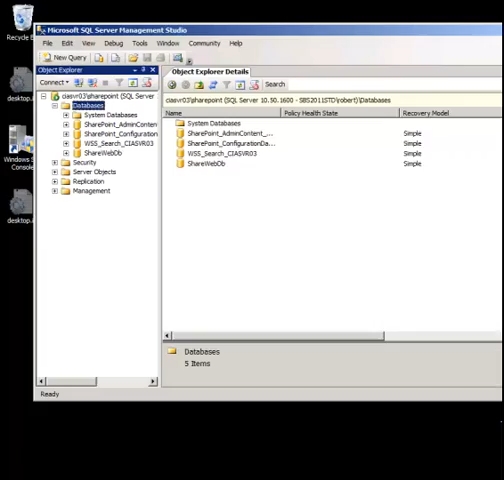 Recycle
desktop.
Windows S
Console
desktop.
Microsoft SQL Server Management Studio
File Edit View Debug Tools Window Community Help
New Query
Object Explorer
Connect
ciasvr03\sharepoint (SQL Server
Databases
System Databases
SharePoint_AdminConten
SharePoint_Configuration
WSS_Search_CIASVR03
ShareWebDb
Security
Server Objects
Replication
Management
Object Explorer Details
Search
ciasvr03\sharepoint (SQL Server 10.50.1600 - SBS2011STD\robert)\Databases
Name Policy Health State Recovery Model
System Databases
SharePoint_AdminContent_... Simple
SharePoint_ConfigurationDa... Simple
WSS_Search_CIASVR03 Simple
ShareWebDb Simple
Databases
5 Items
Ready